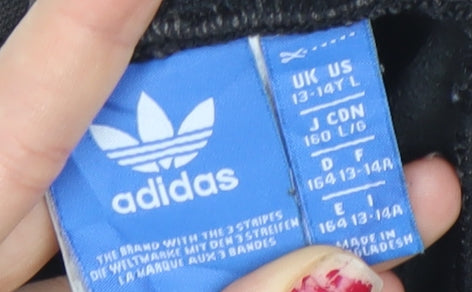 adidas
THE BRAND WITH THE 3 STRIPES
DIE WELTMARKE MIT DEN 3 STREIFEN
LA MARQUE AUX 3 BANDES
UK US
13-14Y L
J CDN
160 L/G
D F
164 13-14A
E I
164 13-14A
MADE IN
BANGLADESH